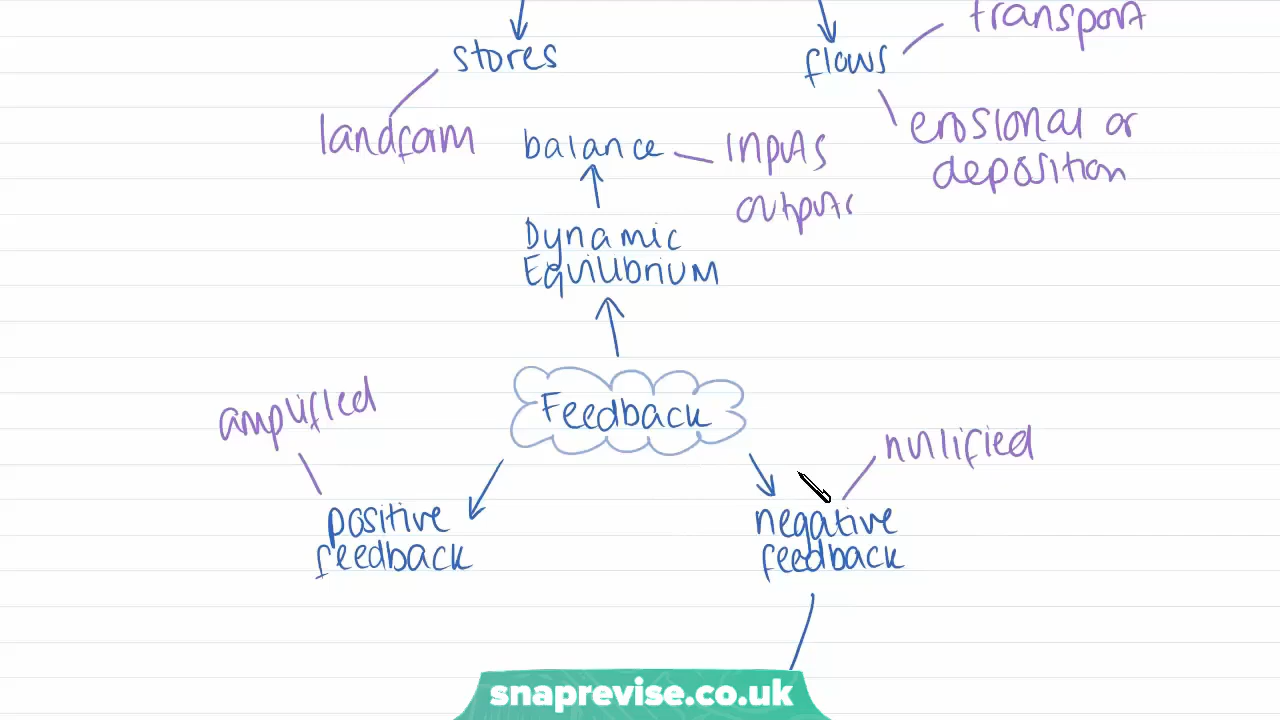 transport
stores
flows
landform
balance
inputs
outputs
erosional or
deposition
Dynamic
Equilibrium
amplified
Feedback
nullified
positive
feedback
negative
feedback
snaprevise.co.uk